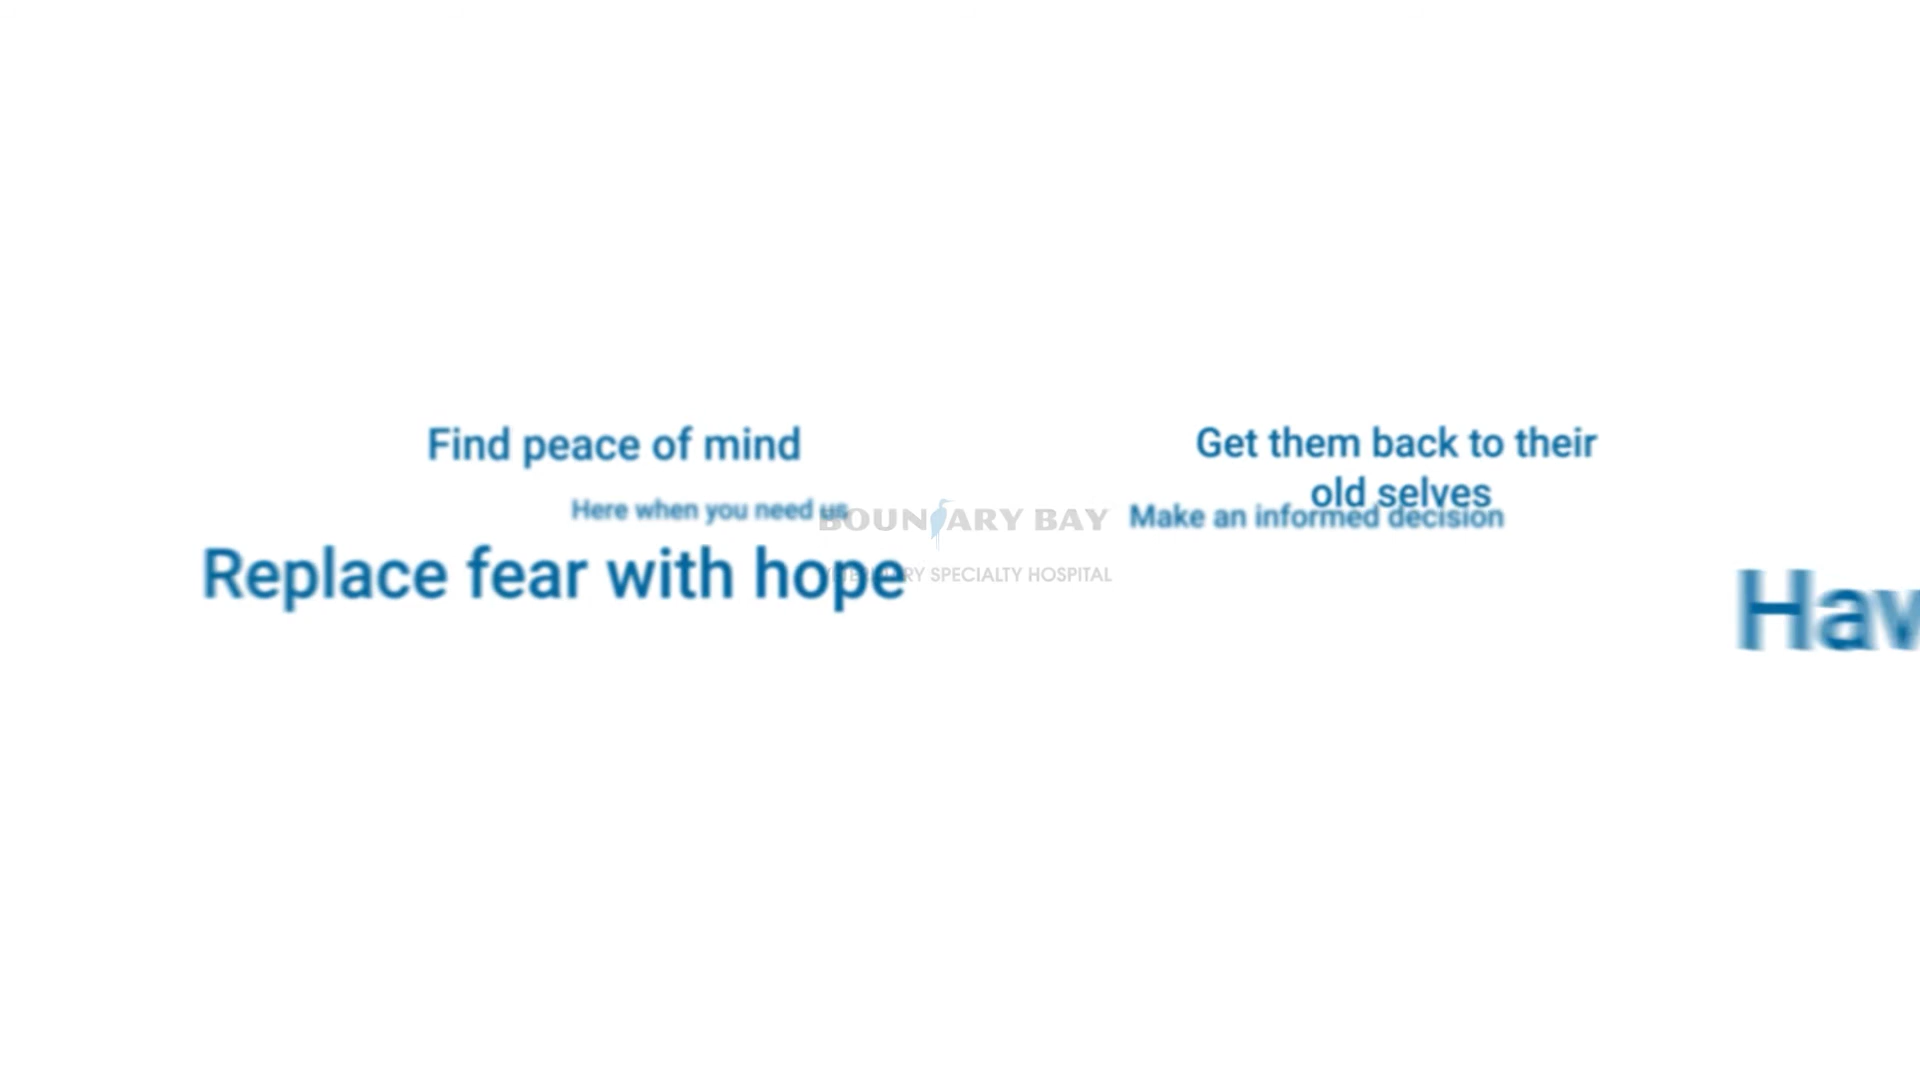 Find peace of mind
Get them back to their
old selves
Here when you need us
BOUNDARY BAY
Make an informed decision
Replace fear with hope
SPECIALTY HOSPITAL